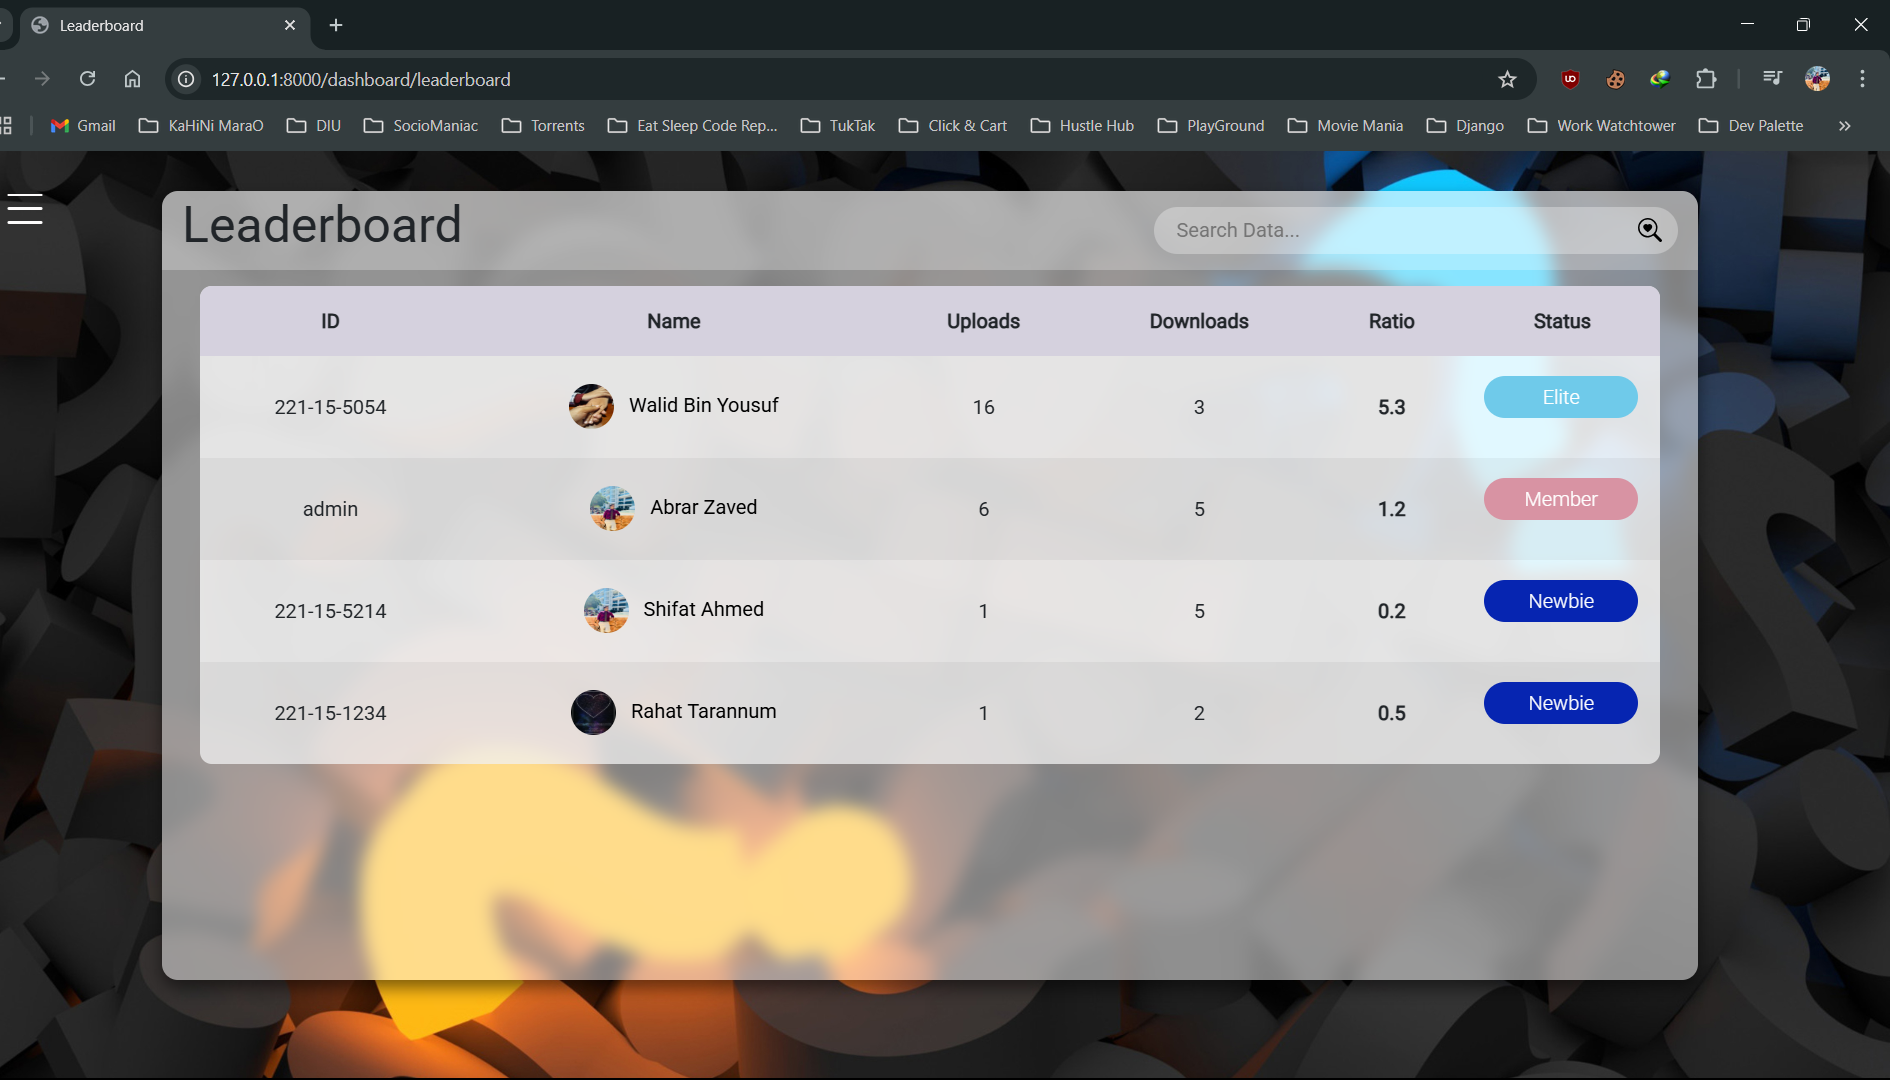 Leaderboard
127.0.0.1:8000/dashboard/leaderboard
Gmail KaHiNi MaraO DIU SocioManiac Torrents Eat Sleep Code Rep... TukTak Click & Cart Hustle Hub PlayGround Movie Mania Django Work Watchtower Dev Palette
Leaderboard
Search Data...
ID Name Uploads Downloads Ratio Status
221-15-5054 Walid Bin Yousuf 16 3 5.3 Elite
admin Abrar Zaved 6 5 1.2 Member
221-15-5214 Shifat Ahmed 1 5 0.2 Newbie
221-15-1234 Rahat Tarannum 1 2 0.5 Newbie